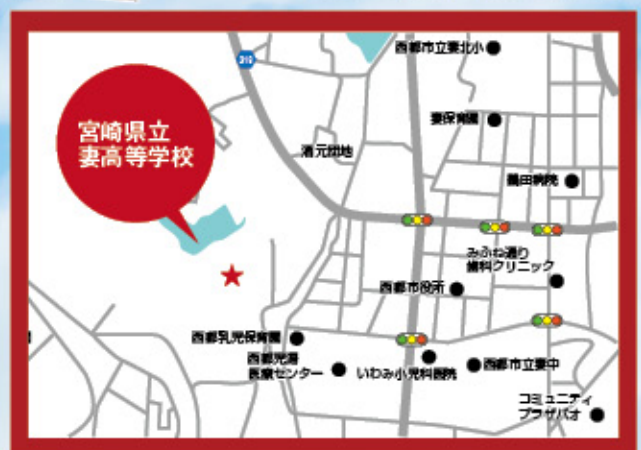 西都市立妻北小
219
宮崎県立
妻高等学校
妻保育園
酒元団地
鶴田病院
みふね通り
歯科クリニック
西都市役所
西都乳児保育園
西都児湯
医療センター
いわみ小児科医院
西都市立妻中
コミュニティ
プラザパオ